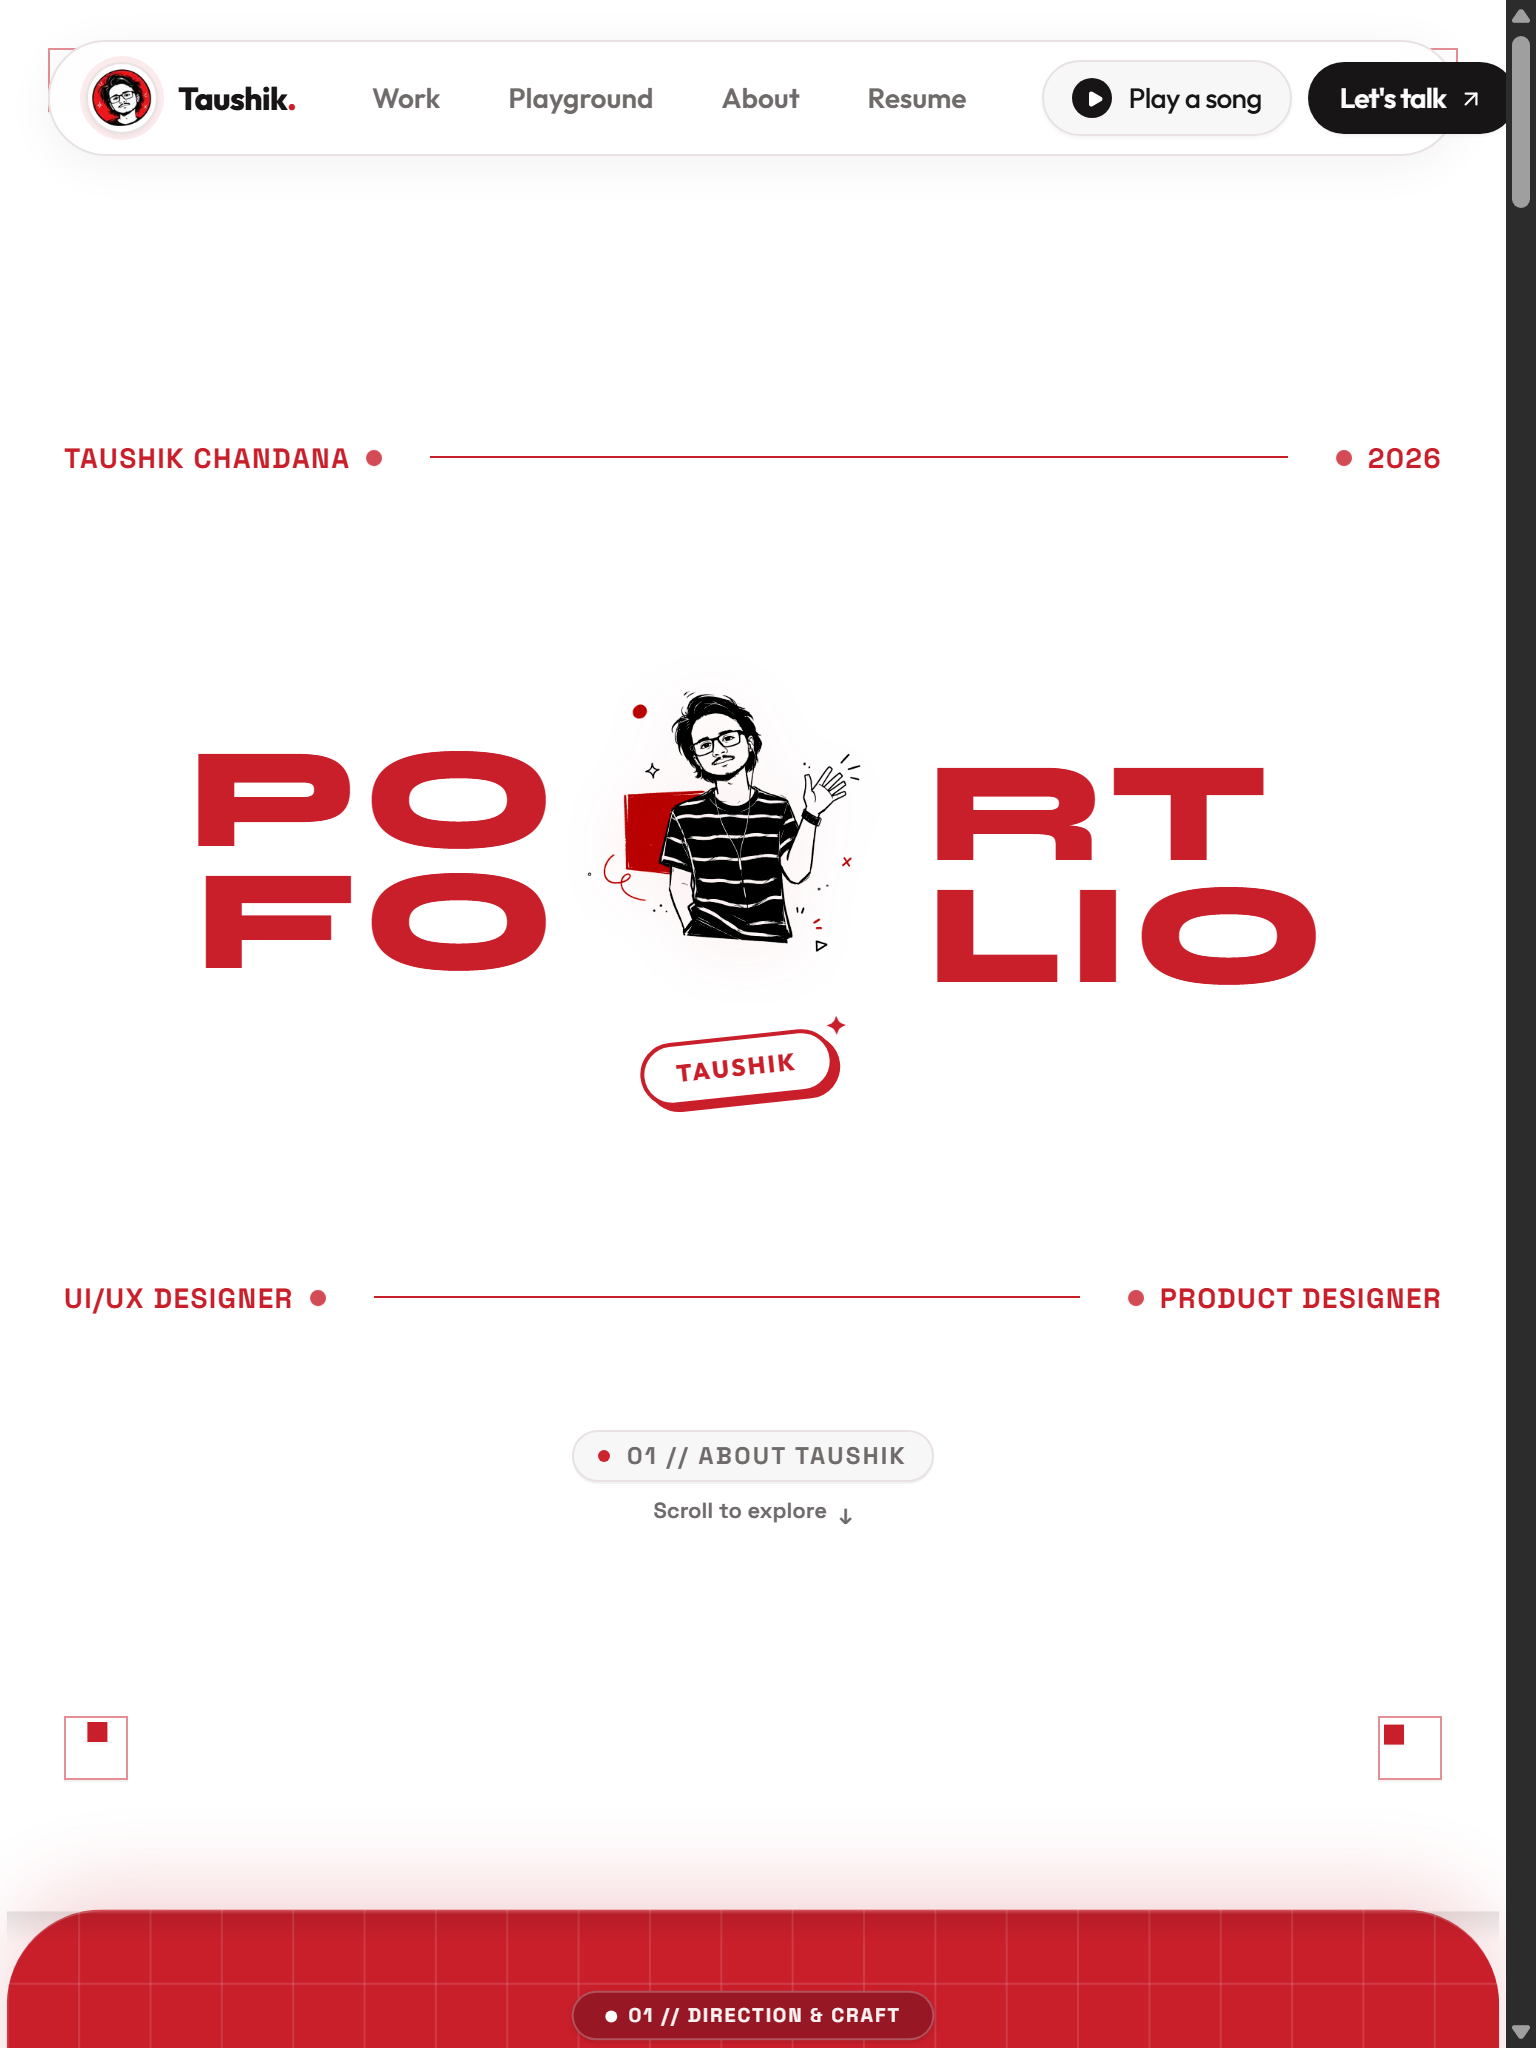 Taushik. Work Playground About Resume Play a song Let's talk
TAUSHIK CHANDANA 2026
PO RT
FO LIO
TAUSHIK
UI/UX DESIGNER PRODUCT DESIGNER
01 // ABOUT TAUSHIK
Scroll to explore ↓
01 // DIRECTION & CRAFT